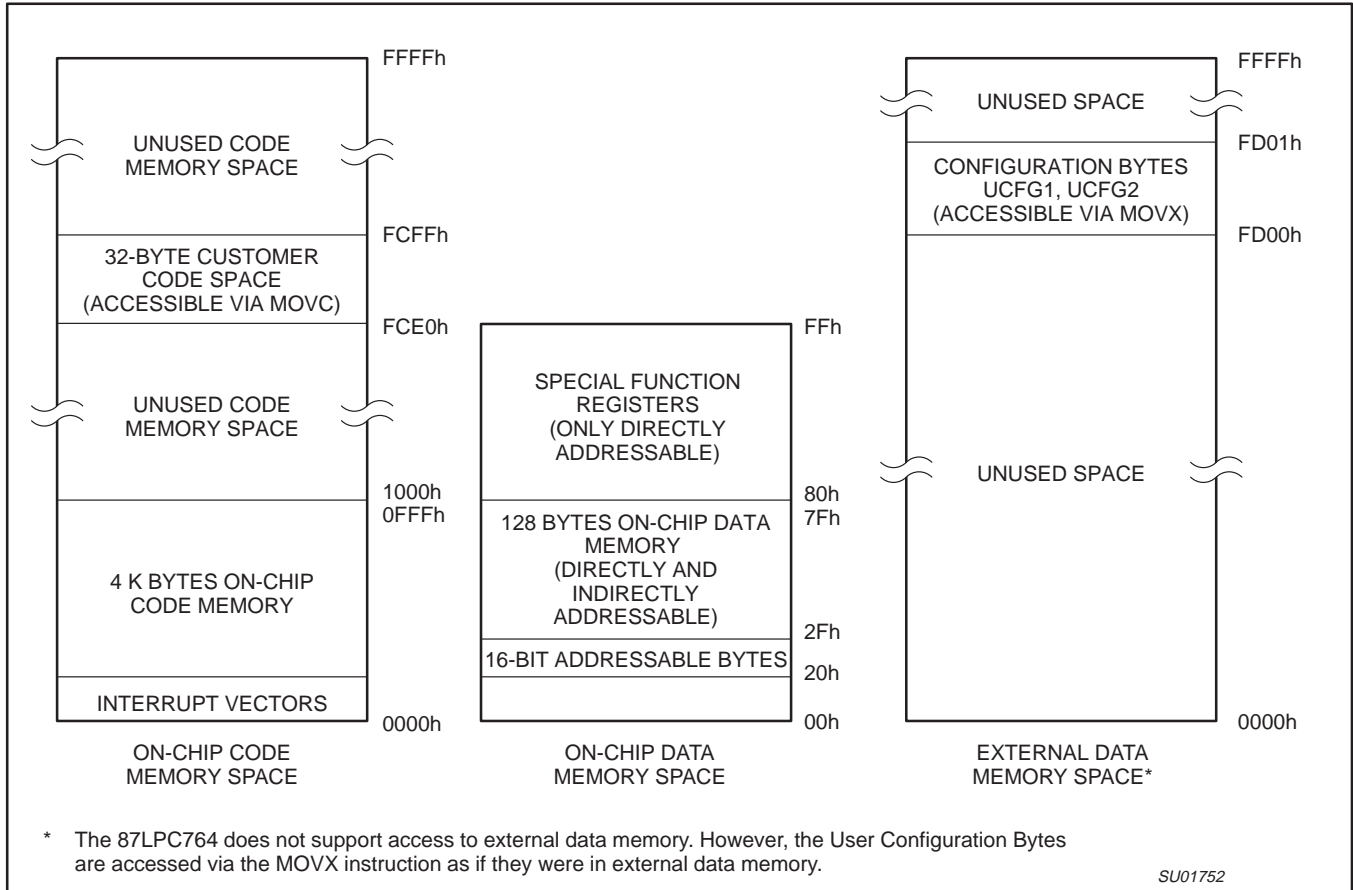 FFFFh
UNUSED CODE
MEMORY SPACE
FCFFh
32-BYTE CUSTOMER
CODE SPACE
(ACCESSIBLE VIA MOVC)
FCE0h
UNUSED CODE
MEMORY SPACE
1000h
0FFFh
4 K BYTES ON-CHIP
CODE MEMORY
INTERRUPT VECTORS
0000h
ON-CHIP CODE
MEMORY SPACE
FFh
SPECIAL FUNCTION
REGISTERS
(ONLY DIRECTLY
ADDRESSABLE)
80h
7Fh
128 BYTES ON-CHIP DATA
MEMORY
(DIRECTLY AND
INDIRECTLY
ADDRESSABLE)
2Fh
16-BIT ADDRESSABLE BYTES
20h
00h
ON-CHIP DATA
MEMORY SPACE
FFFFh
UNUSED SPACE
FD01h
CONFIGURATION BYTES
UCFG1, UCFG2
(ACCESSIBLE VIA MOVX)
FD00h
UNUSED SPACE
0000h
EXTERNAL DATA
MEMORY SPACE*
* The 87LPC764 does not support access to external data memory. However, the User Configuration Bytes
are accessed via the MOVX instruction as if they were in external data memory.
SU01752